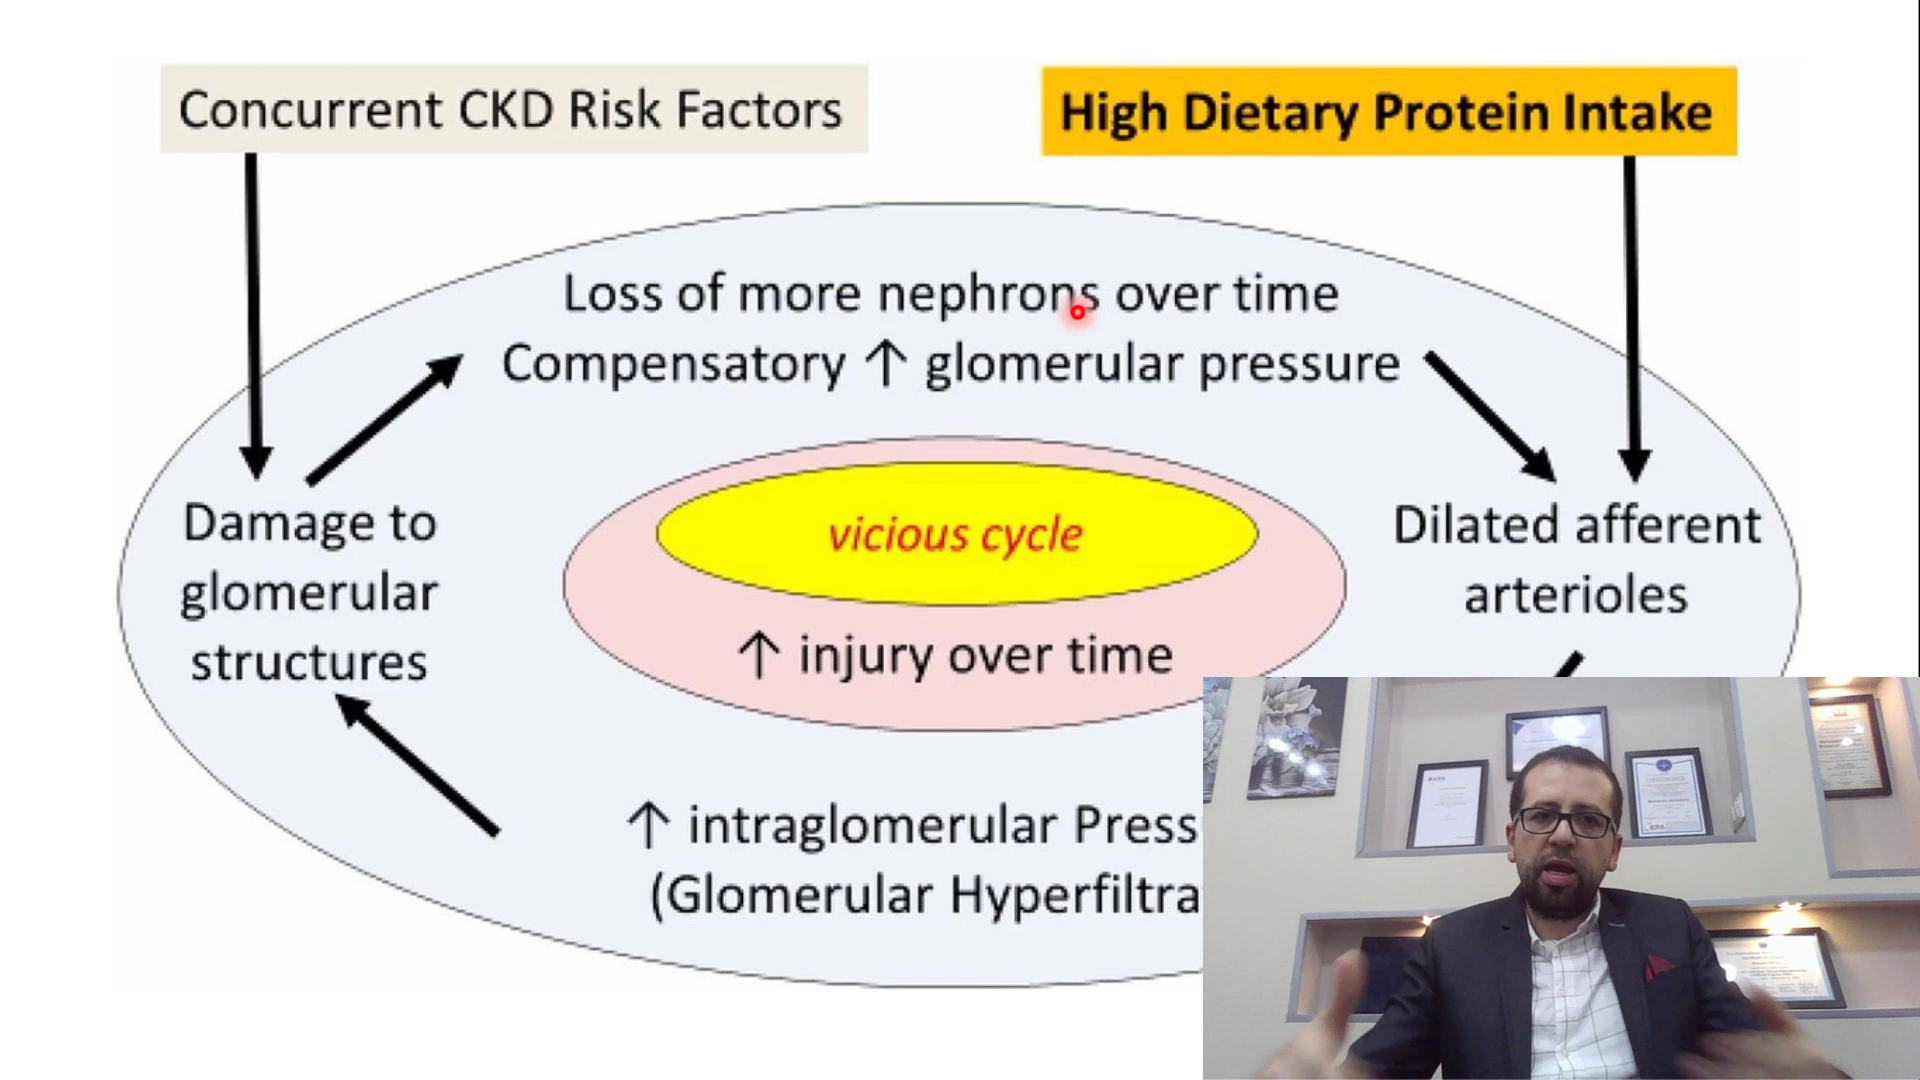 Concurrent CKD Risk Factors
High Dietary Protein Intake
Loss of more nephrons over time
Compensatory ↑ glomerular pressure
vicious cycle
↑ injury over time
Damage to
glomerular
structures
Dilated afferent
arterioles
↑ intraglomerular Press
(Glomerular Hyperfiltra